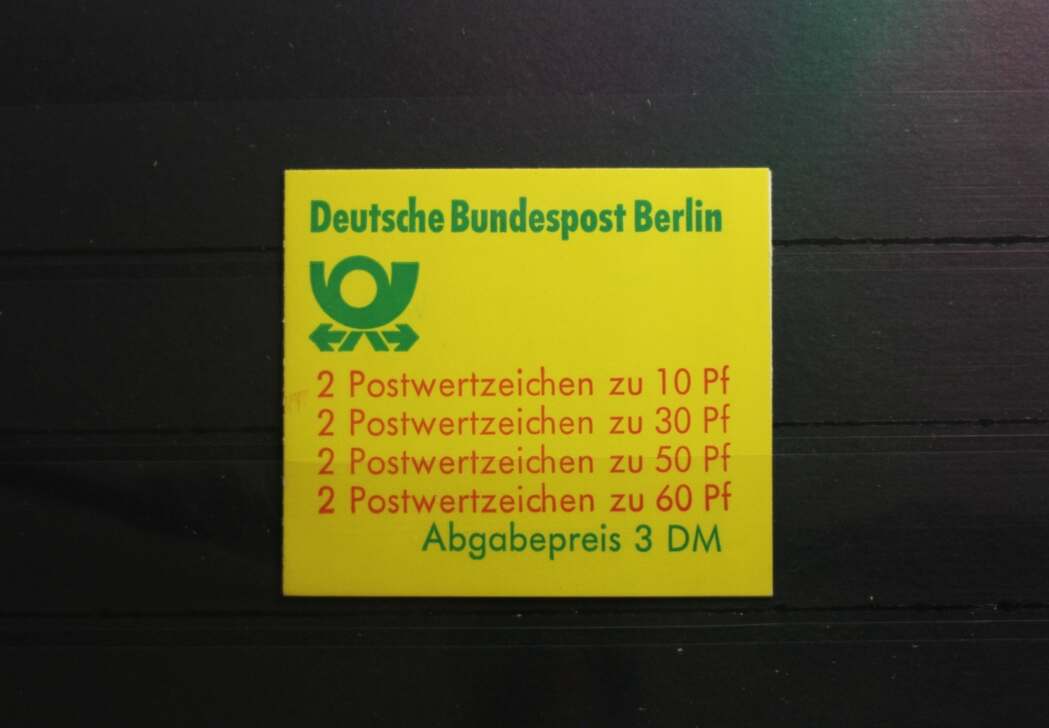 Deutsche Bundespost Berlin
2 Postwertzeichen zu 10 Pf
2 Postwertzeichen zu 30 Pf
2 Postwertzeichen zu 50 Pf
2 Postwertzeichen zu 60 Pf
Abgabepreis 3 DM